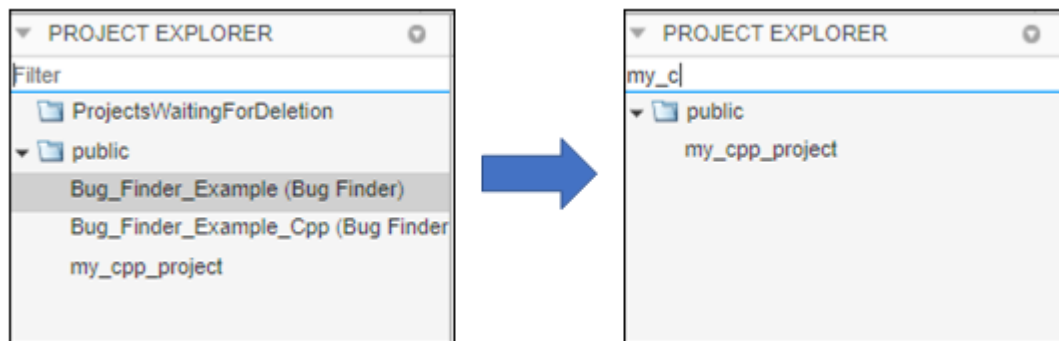 PROJECT EXPLORER
Filter
ProjectsWaitingForDeletion
public
Bug_Finder_Example (Bug Finder)
Bug_Finder_Example_Cpp (Bug Finder
my_cpp_project
PROJECT EXPLORER
my_c
public
my_cpp_project